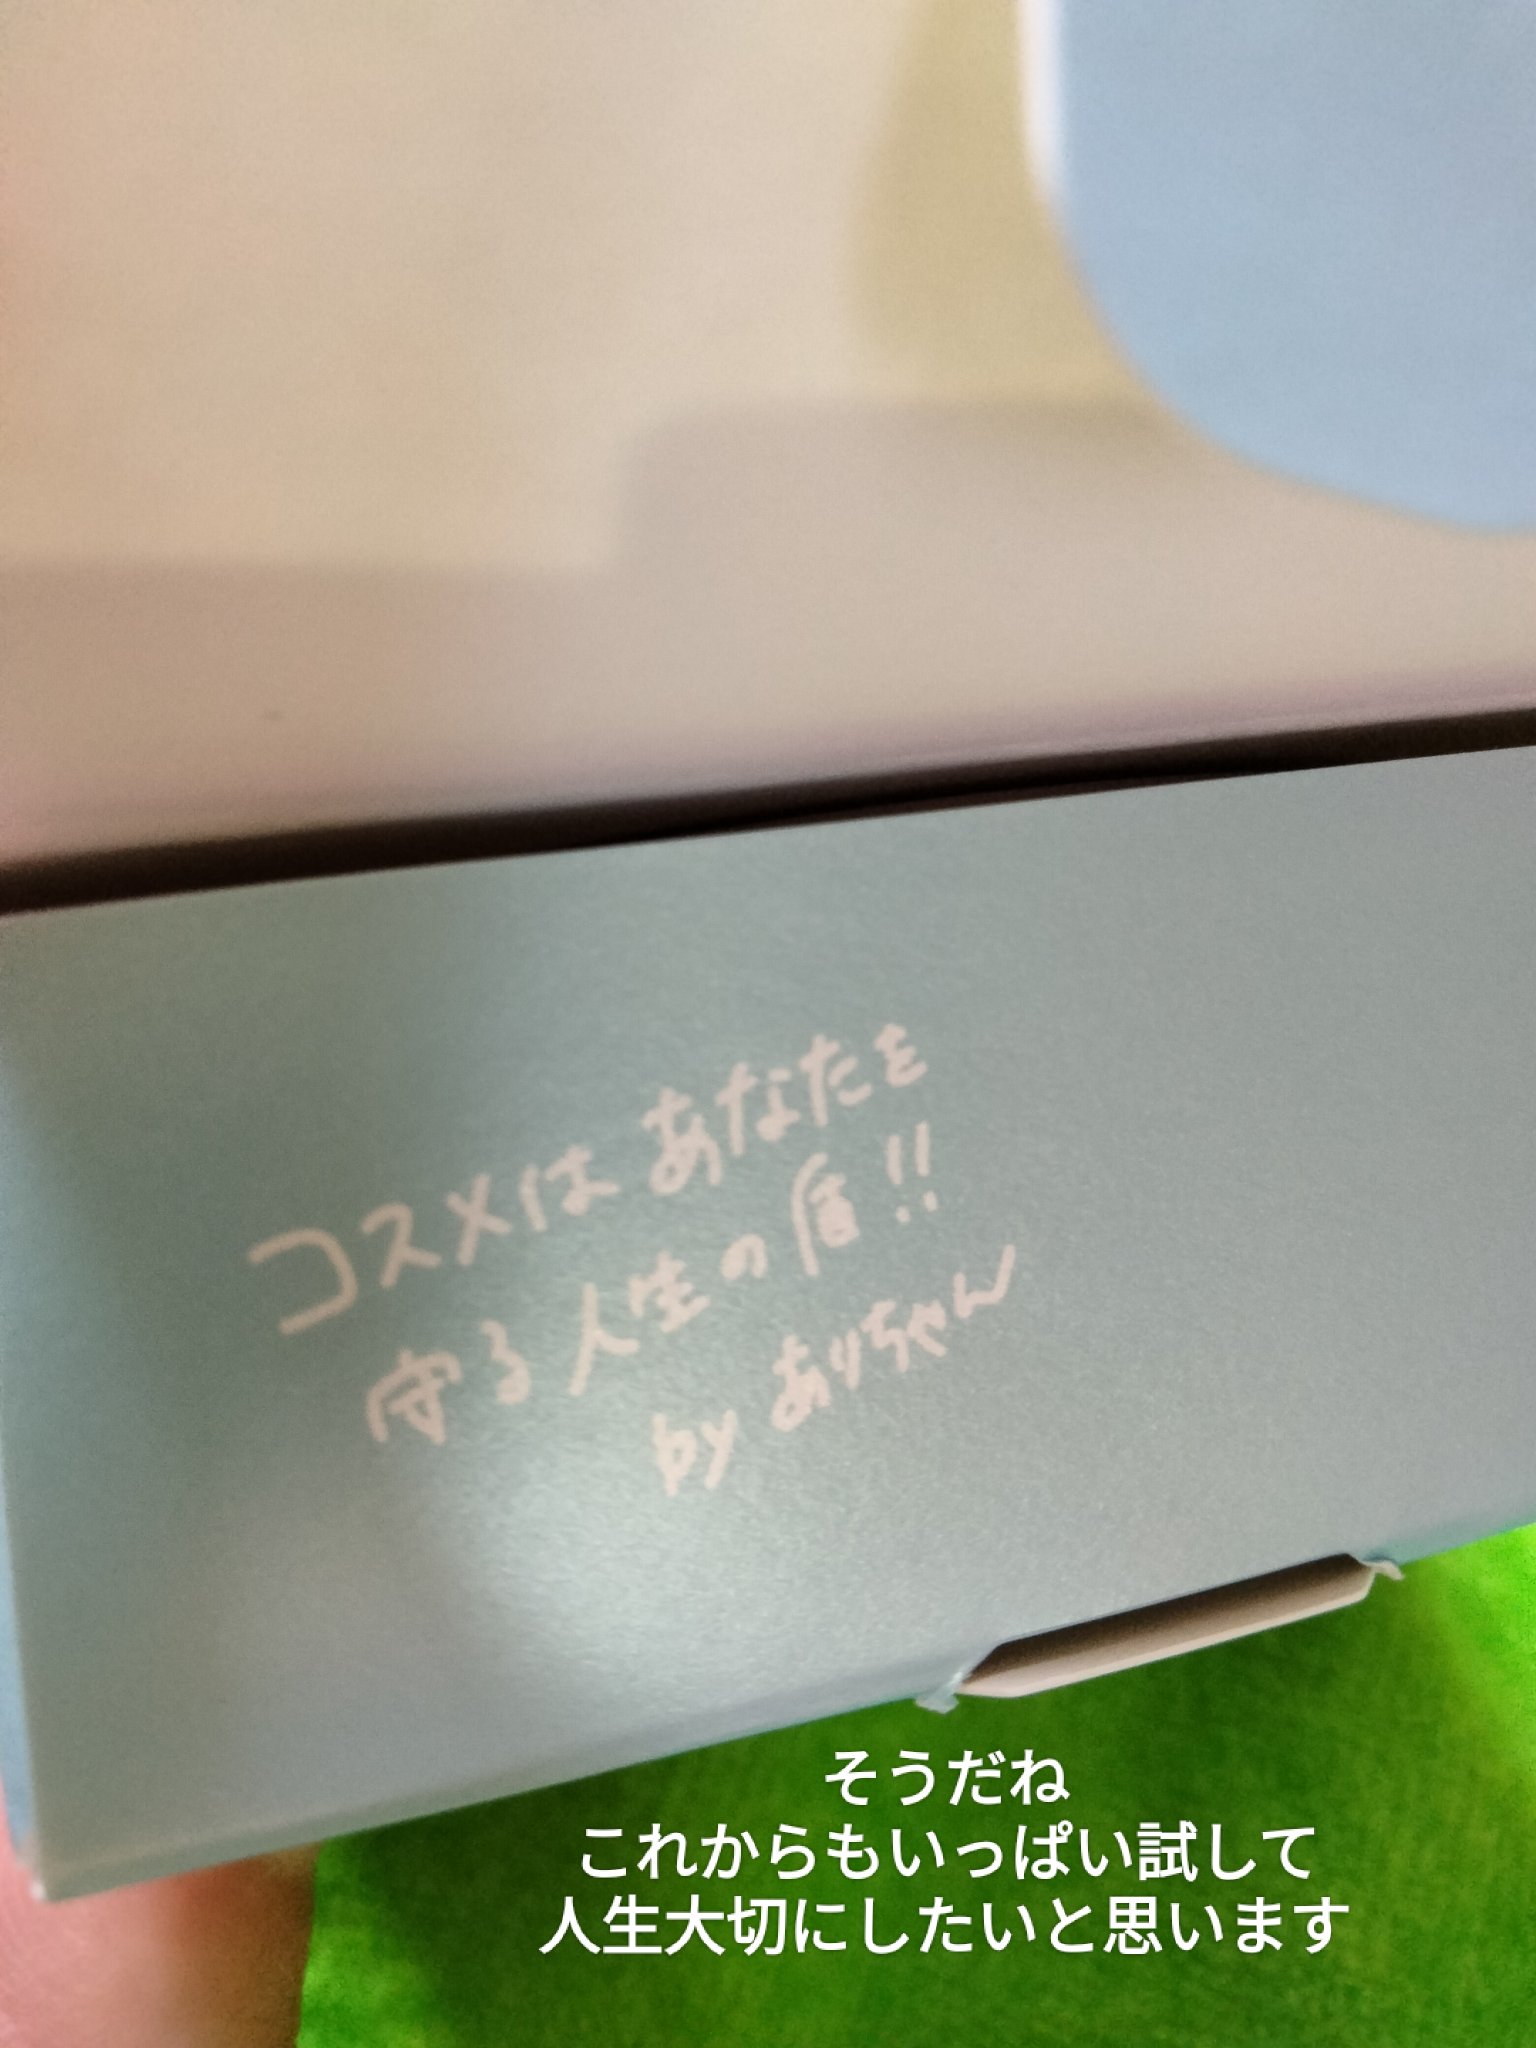 コスメは あなたを
守る人生の盾!!
by ありちゃん
そうだね
これからもいっぱい試して
人生大切にしたいと思います